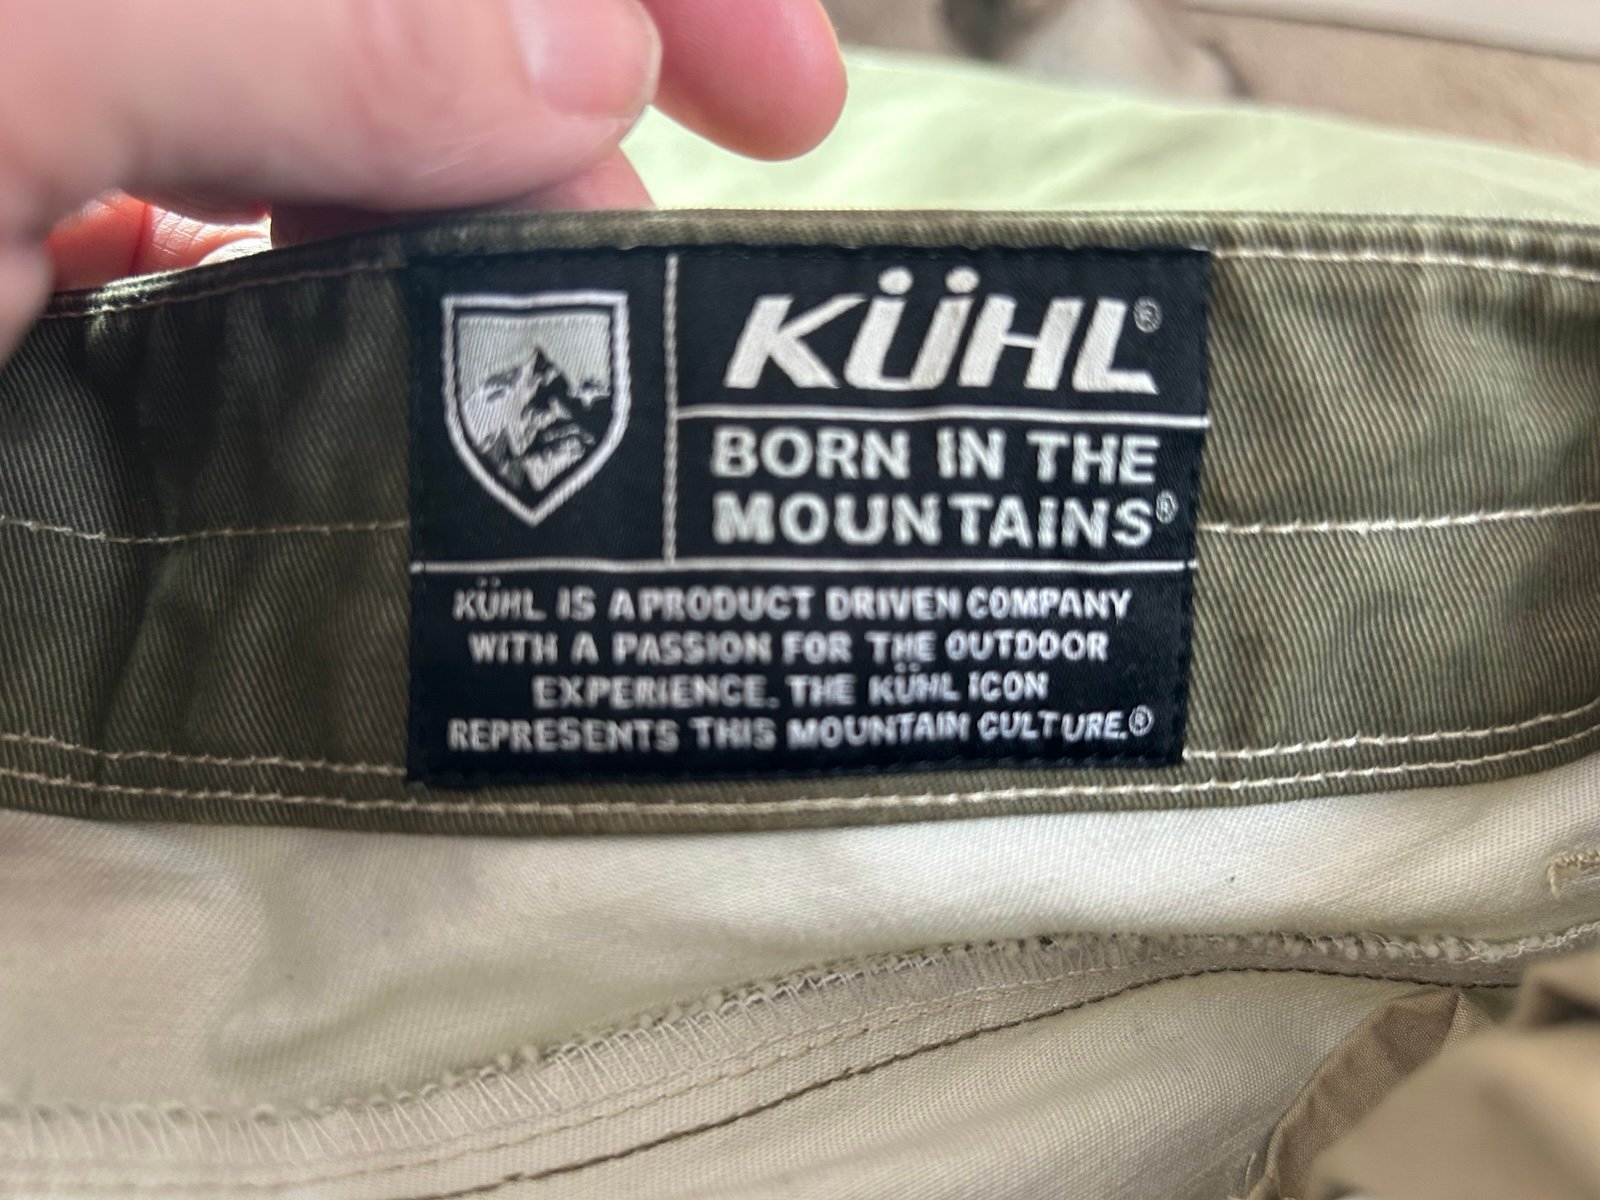 KÜHL®
BORN IN THE
MOUNTAINS®
KÜHL IS A PRODUCT DRIVEN COMPANY
WITH A PASSION FOR THE OUTDOOR
EXPERIENCE. THE KÜHL ICON
REPRESENTS THIS MOUNTAIN CULTURE.®